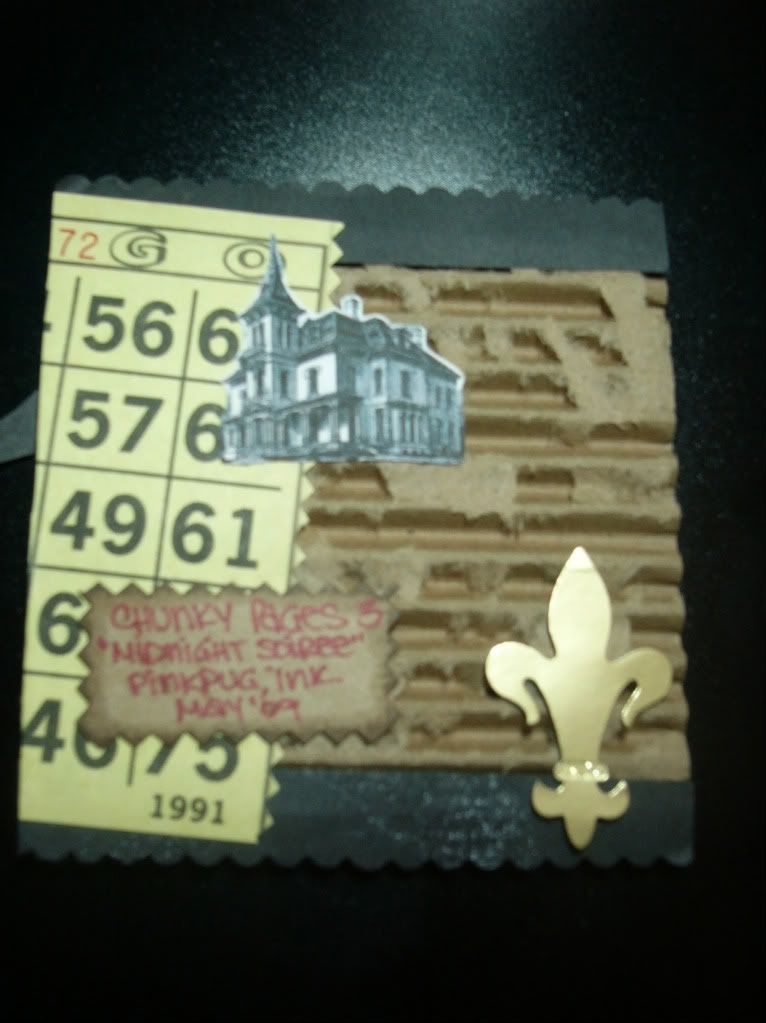 72 G O
56 6
57 6
49 61
6
CHUNKY PAGES 3
"MIDNIGHT SOIREE"
PINKPUG, INK.
MAY '09
40 75
1991